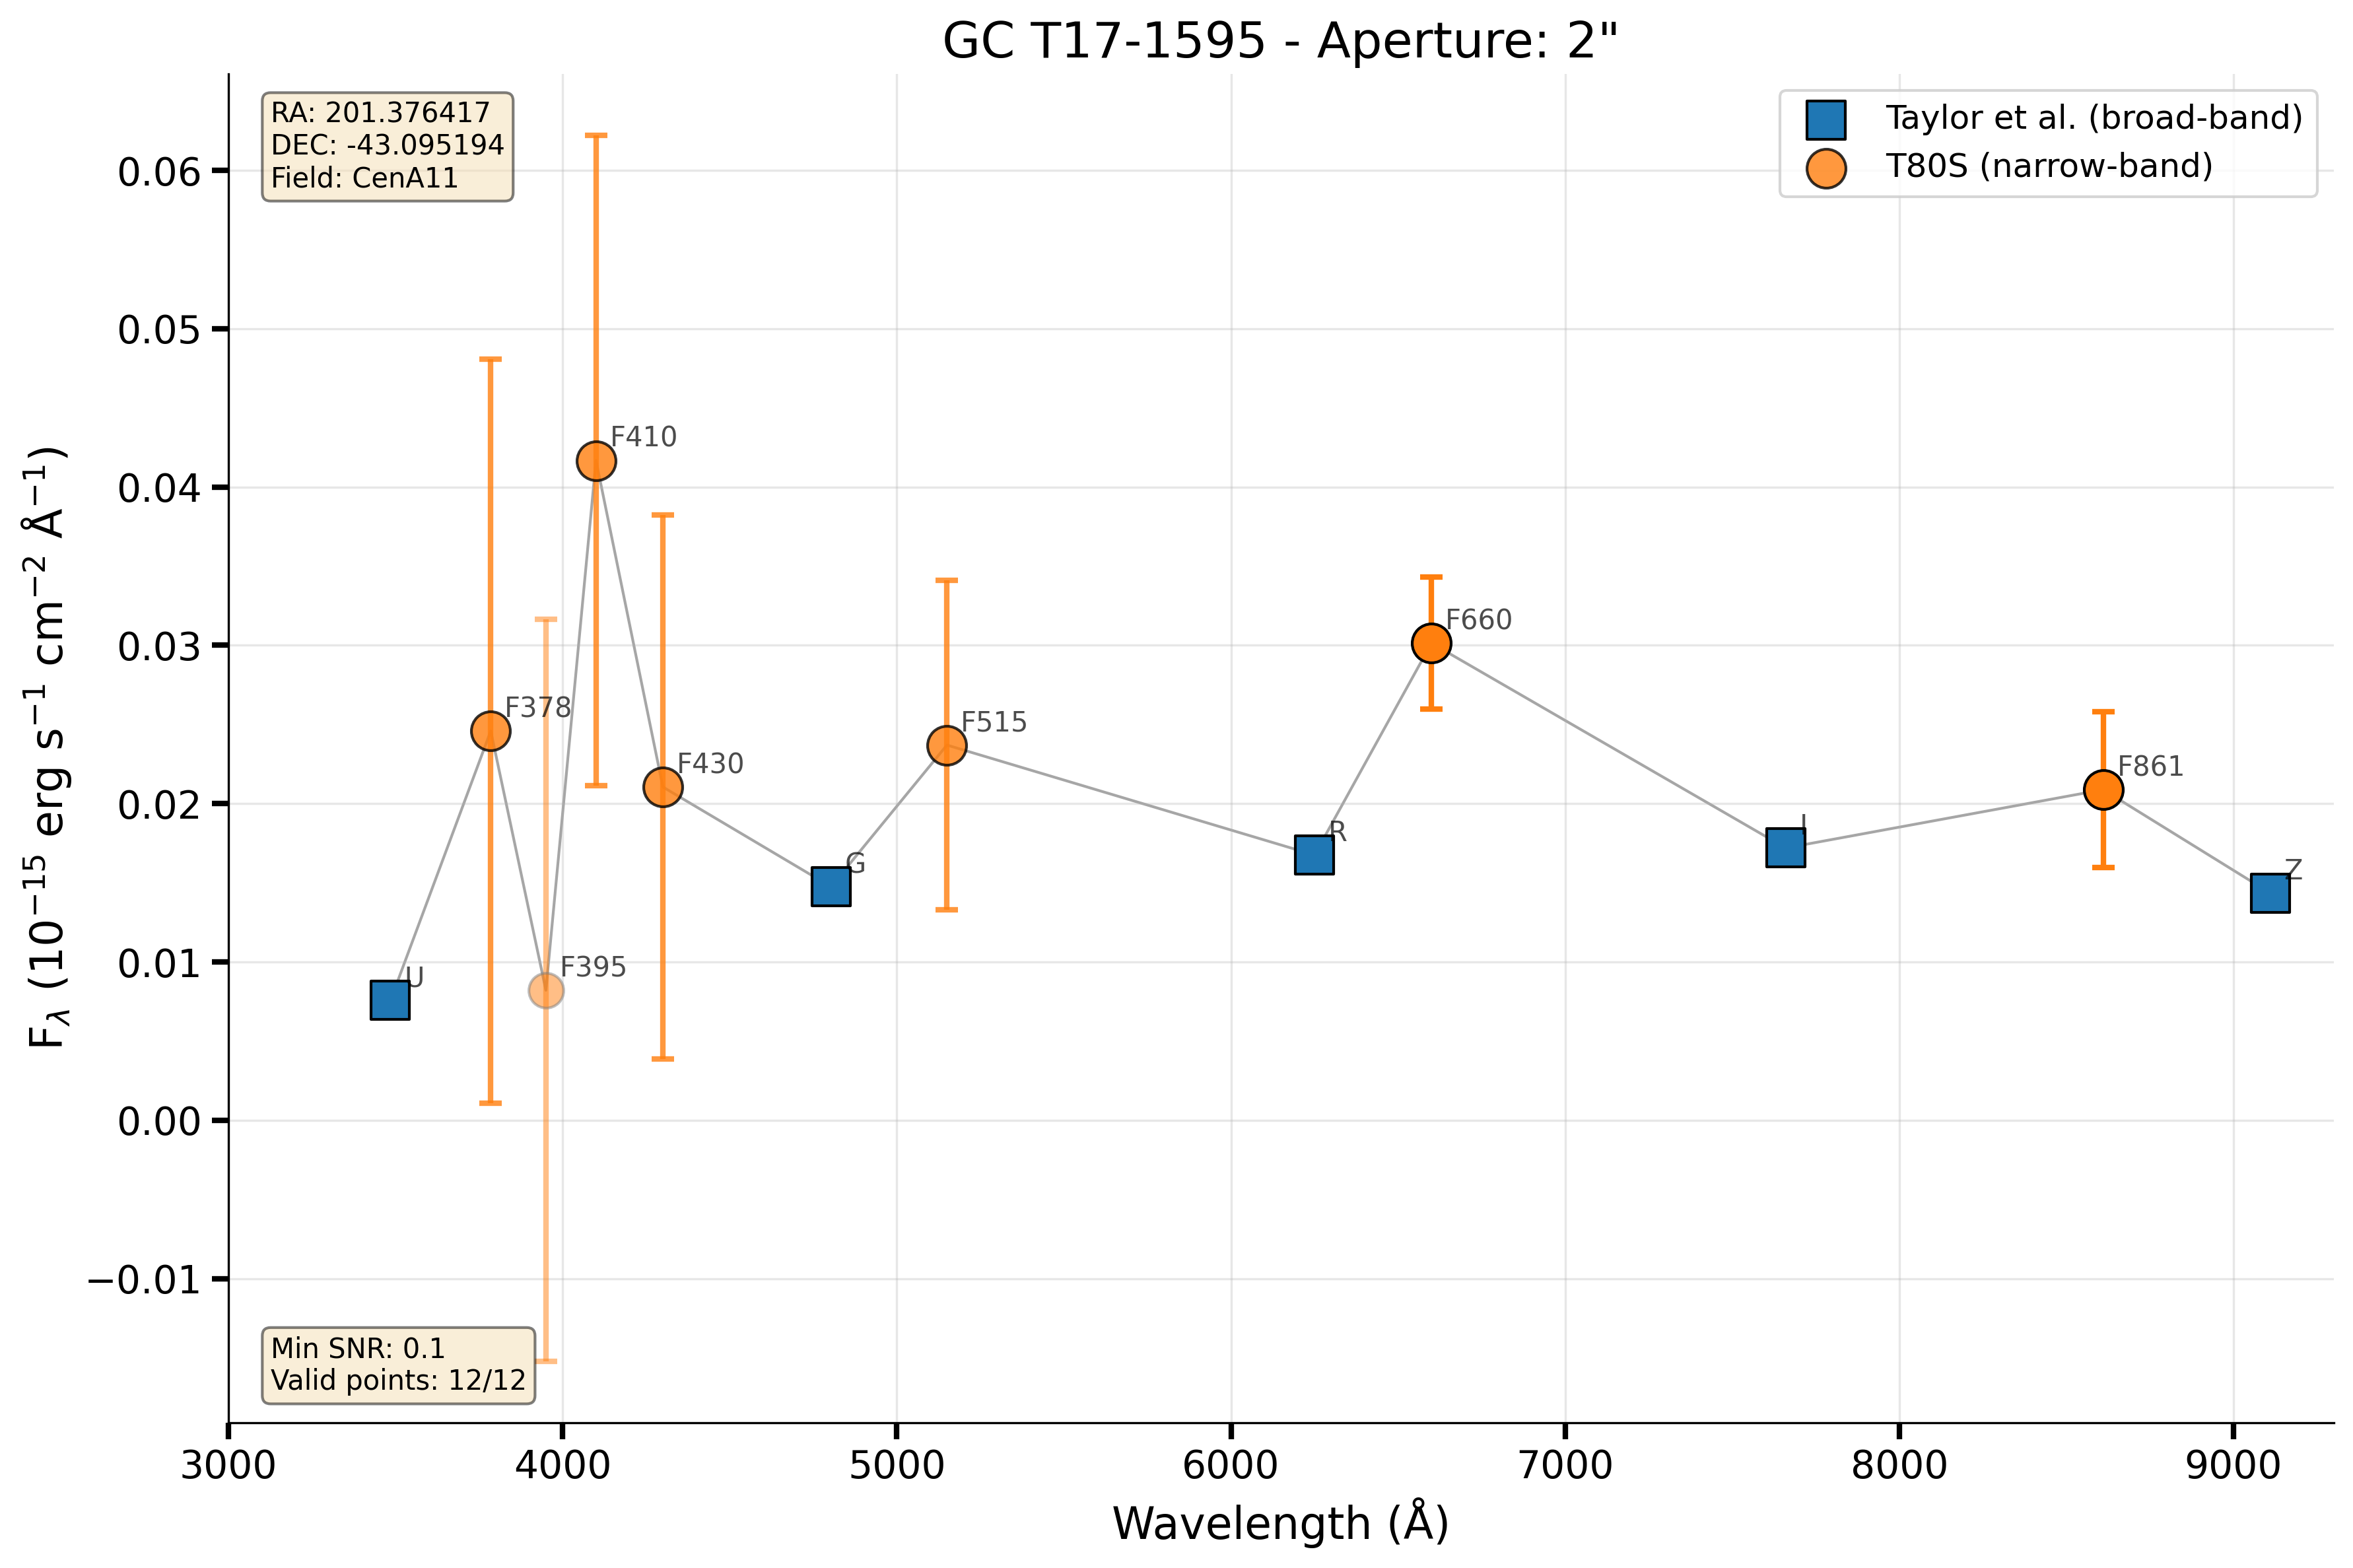 GC T17-1595 - Aperture: 2"
RA: 201.376417
DEC: -43.095194
Field: CenA11
Taylor et al. (broad-band)
T80S (narrow-band)
0.06
0.05
0.04
0.03
0.02
0.01
0.00
−0.01
F$_λ$ (10$^{−15}$ erg s$^{−1}$ cm$^{−2}$ Å$^{−1}$)
U
F378
F395
F410
F430
G
F515
R
F660
I
F861
Z
Min SNR: 0.1
Valid points: 12/12
3000 4000 5000 6000 7000 8000 9000
Wavelength (Å)